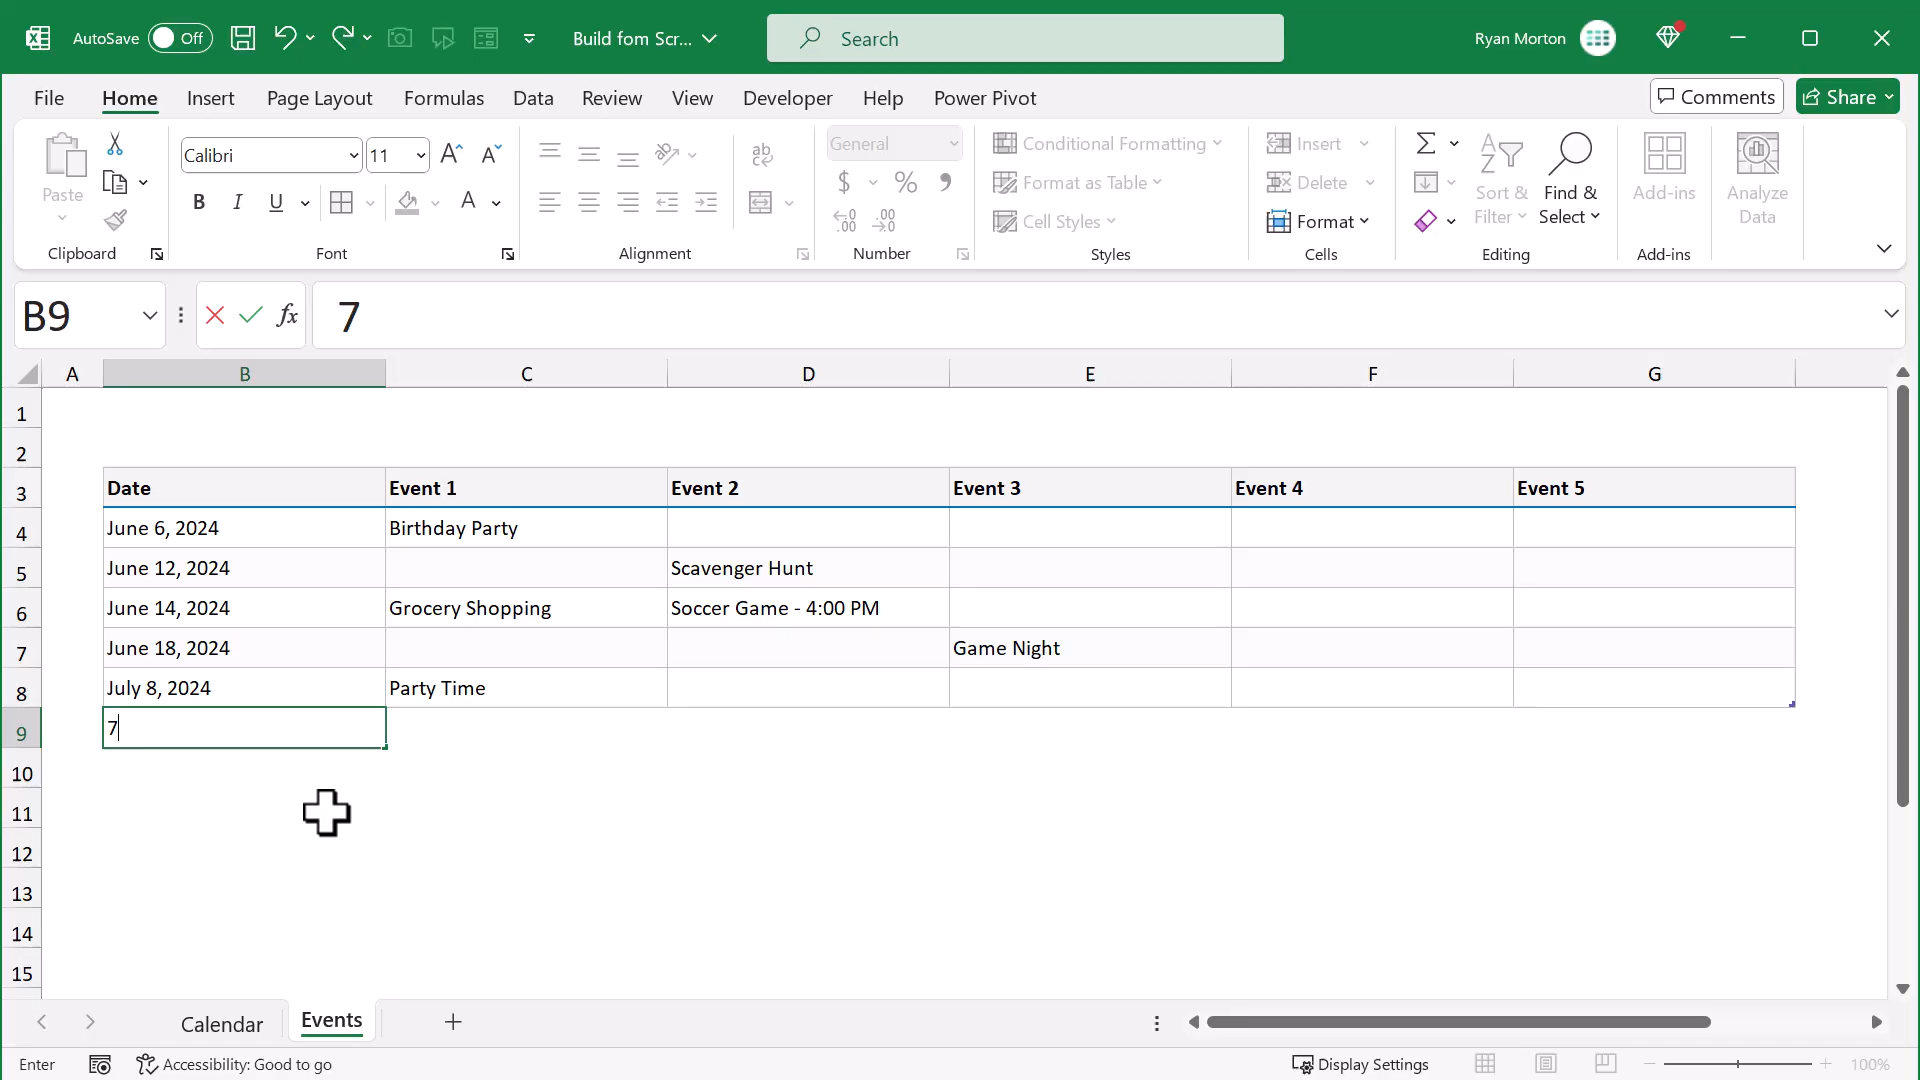 AutoSave Off Build fom Scr... Search Ryan Morton
File Home Insert Page Layout Formulas Data Review View Developer Help Power Pivot Comments Share
Paste Calibri 11 General Conditional Formatting Insert
B I U ab c $ % Format as Table Delete Sort & Filter Find & Select Add-ins Analyze Data
Cell Styles Format
Clipboard Font Alignment Number Styles Cells Editing Add-ins
B9 fx 7
A B C D E F G
1
2
3 Date Event 1 Event 2 Event 3 Event 4 Event 5
4 June 6, 2024 Birthday Party
5 June 12, 2024 Scavenger Hunt
6 June 14, 2024 Grocery Shopping Soccer Game - 4:00 PM
7 June 18, 2024 Game Night
8 July 8, 2024 Party Time
9 7
10
11
12
13
14
15
Calendar Events
Enter Accessibility: Good to go Display Settings 100%